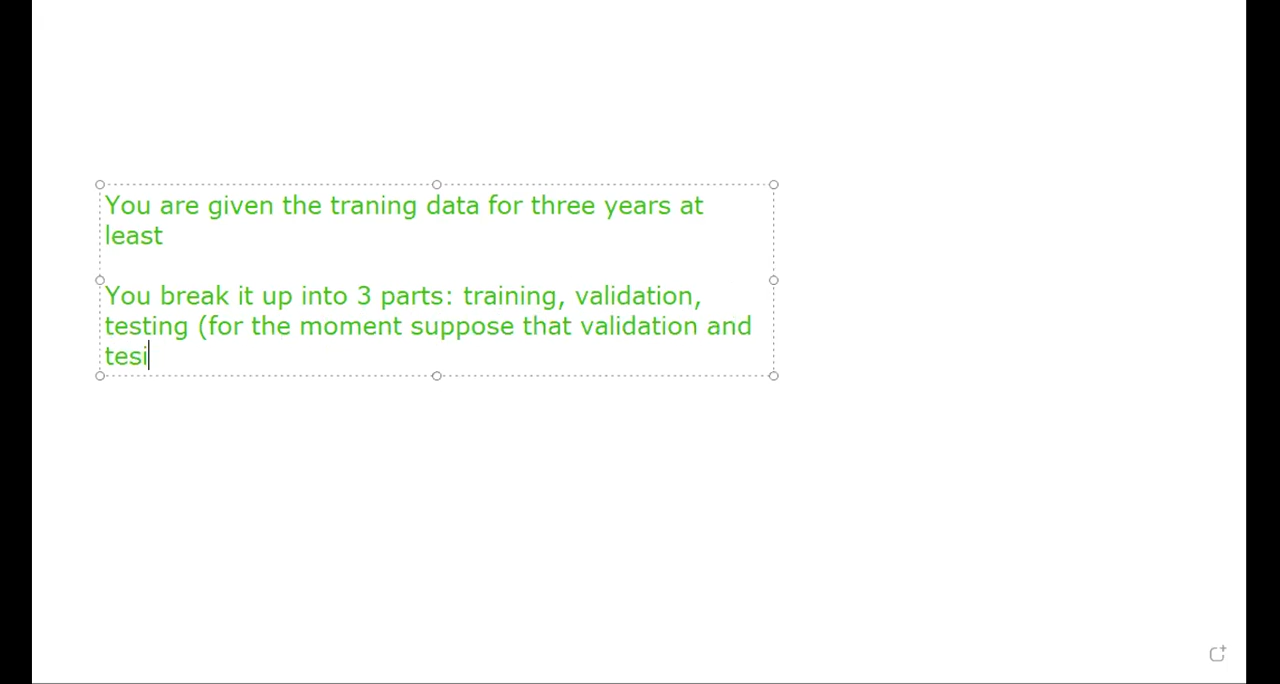 You are given the traning data for three years at
least
You break it up into 3 parts: training, validation,
testing (for the moment suppose that validation and
tesi